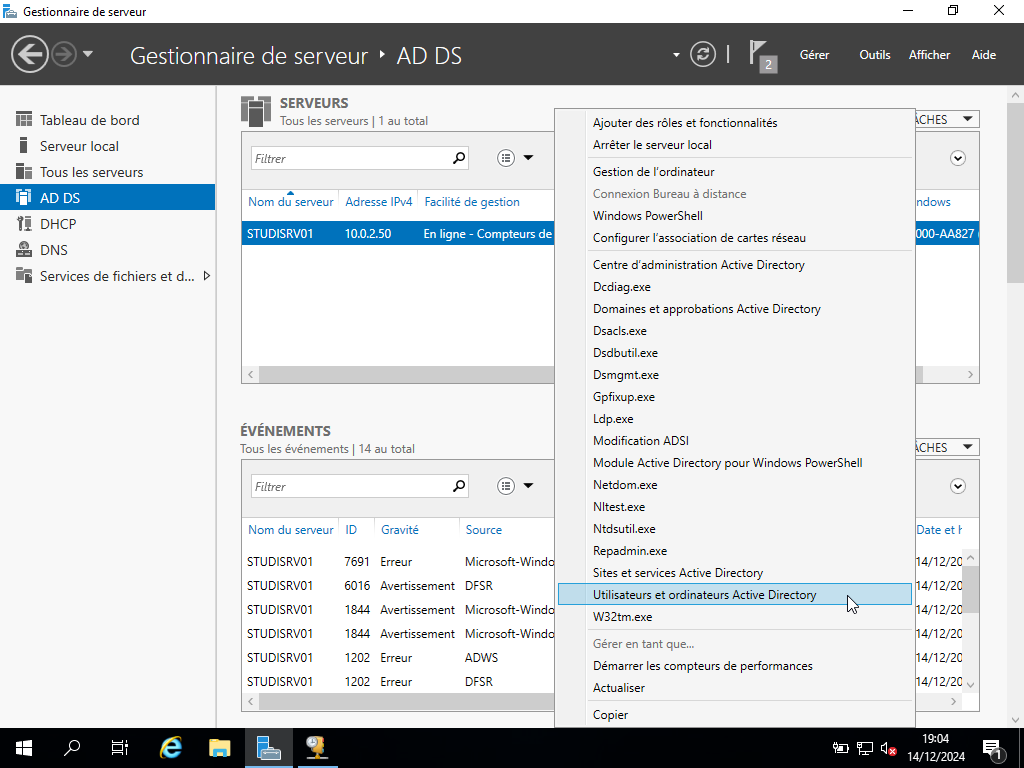 Gestionnaire de serveur
Gestionnaire de serveur ‣ AD DS
2
Gérer
Outils
Afficher
Aide
Tableau de bord
Serveur local
Tous les serveurs
AD DS
DHCP
DNS
Services de fichiers et d...
SERVEURS
Tous les serveurs | 1 au total
ÂCHES
Filtrer
Nom du serveur Adresse IPv4 Facilité de gestion
ndows
STUDISRV01 10.0.2.50 En ligne - Compteurs de
000-AA827
ÉVÉNEMENTS
Tous les événements | 14 au total
ÂCHES
Filtrer
Nom du serveur ID Gravité Source
Date et h
STUDISRV01 7691 Erreur Microsoft-Windo 14/12/20
STUDISRV01 6016 Avertissement DFSR 14/12/20
STUDISRV01 1844 Avertissement Microsoft-Windo 14/12/20
STUDISRV01 1844 Avertissement Microsoft-Windo 14/12/20
STUDISRV01 1202 Erreur ADWS 14/12/20
STUDISRV01 1202 Erreur DFSR 14/12/20
Ajouter des rôles et fonctionnalités
Arrêter le serveur local
Gestion de l'ordinateur
Connexion Bureau à distance
Windows PowerShell
Configurer l'association de cartes réseau
Centre d'administration Active Directory
Dcdiag.exe
Domaines et approbations Active Directory
Dsacls.exe
Dsdbutil.exe
Dsmgmt.exe
Gpfixup.exe
Ldp.exe
Modification ADSI
Module Active Directory pour Windows PowerShell
Netdom.exe
Nltest.exe
Ntdsutil.exe
Repadmin.exe
Sites et services Active Directory
Utilisateurs et ordinateurs Active Directory
W32tm.exe
Gérer en tant que...
Démarrer les compteurs de performances
Actualiser
Copier
19:04
14/12/2024
1